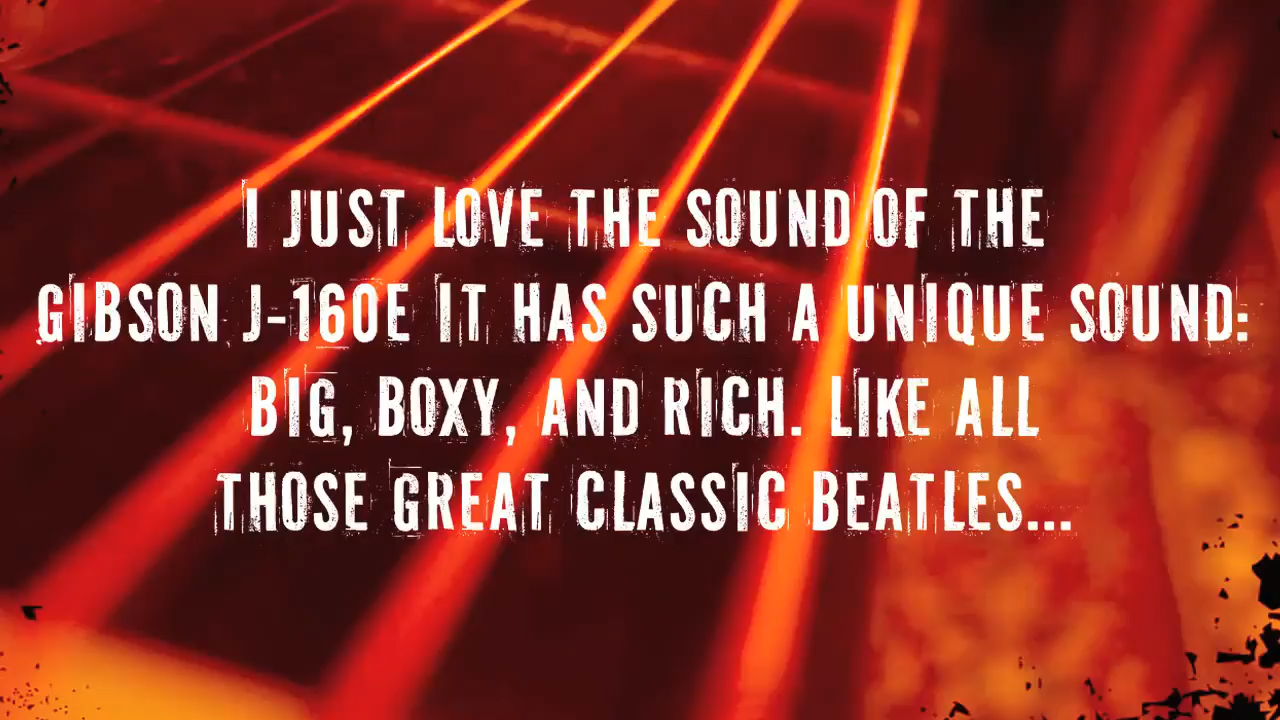 I JUST LOVE THE SOUND OF THE
GIBSON J-160E IT HAS SUCH A UNIQUE SOUND:
BIG, BOXY, AND RICH. LIKE ALL
THOSE GREAT CLASSIC BEATLES...